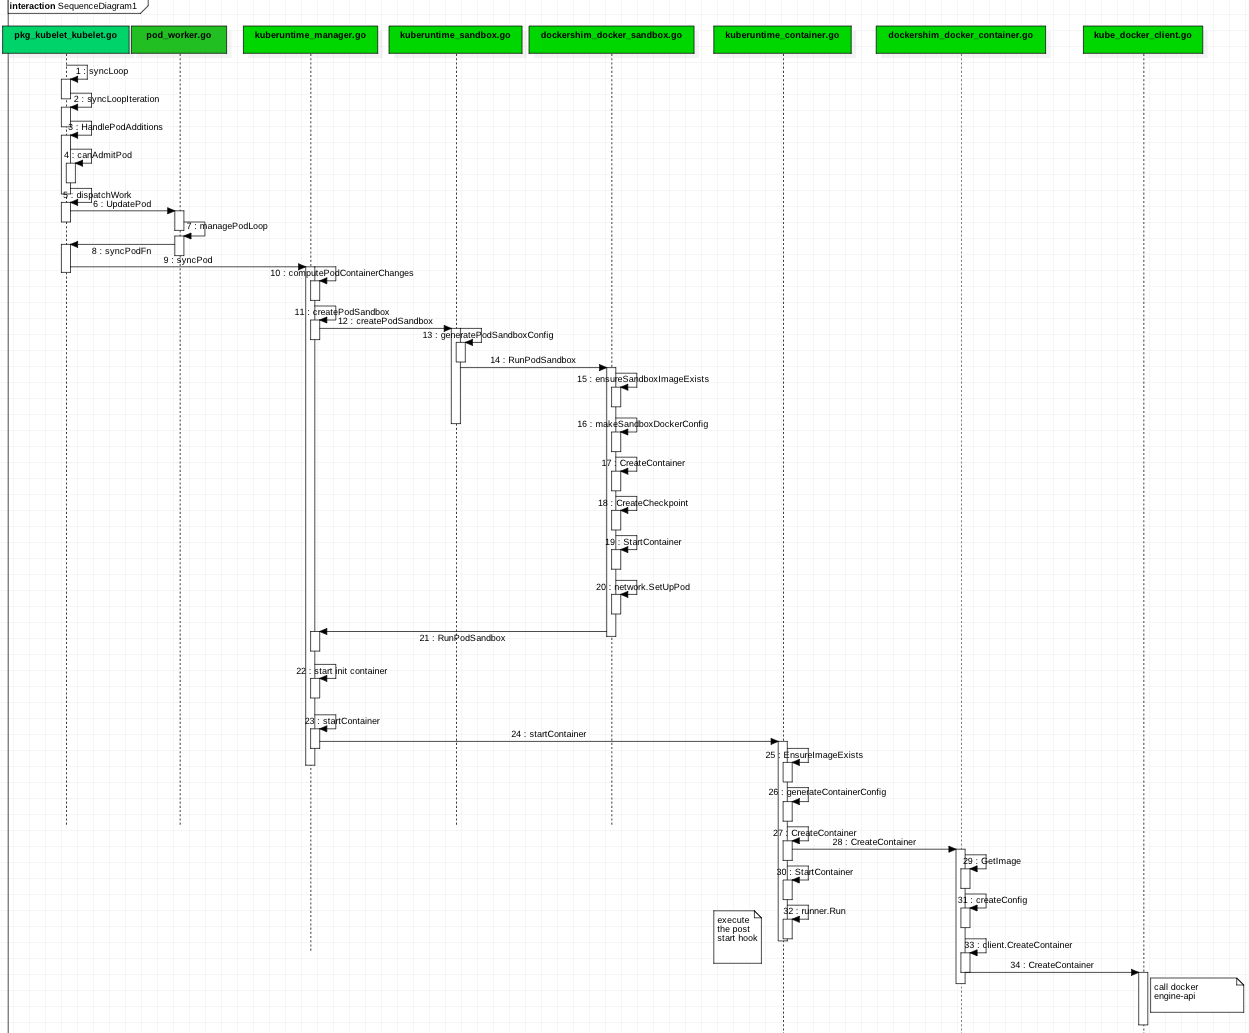 interaction SequenceDiagram1
pkg_kubelet_kubelet.go
pod_worker.go
kuberuntime_manager.go
kuberuntime_sandbox.go
dockershim_docker_sandbox.go
kuberuntime_container.go
dockershim_docker_container.go
kube_docker_client.go
1 : syncLoop
2 : syncLoopIteration
3 : HandlePodAdditions
4 : canAdmitPod
5 : dispatchWork
6 : UpdatePod
7 : managePodLoop
8 : syncPodFn
9 : syncPod
10 : computePodContainerChanges
11 : createPodSandbox
12 : createPodSandbox
13 : generatePodSandboxConfig
14 : RunPodSandbox
15 : ensureSandboxImageExists
16 : makeSandboxDockerConfig
17 : CreateContainer
18 : CreateCheckpoint
19 : StartContainer
20 : network.SetUpPod
21 : RunPodSandbox
22 : start init container
23 : startContainer
24 : startContainer
25 : EnsureImageExists
26 : generateContainerConfig
27 : CreateContainer
28 : CreateContainer
29 : GetImage
30 : StartContainer
31 : createConfig
32 : runner.Run
execute
the post
start hook
33 : client.CreateContainer
34 : CreateContainer
call docker
engine-api